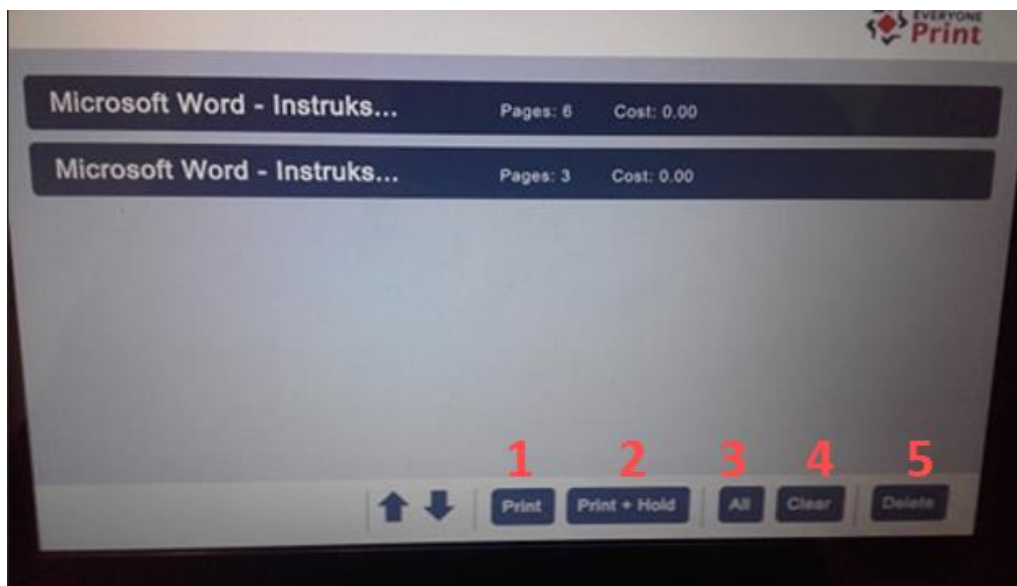 EVERYONE
Print
Microsoft Word - Instruks... Pages: 6 Cost: 0.00
Microsoft Word - Instruks... Pages: 3 Cost: 0.00
1 2 3 4 5
Print Print + Hold All Clear Delete